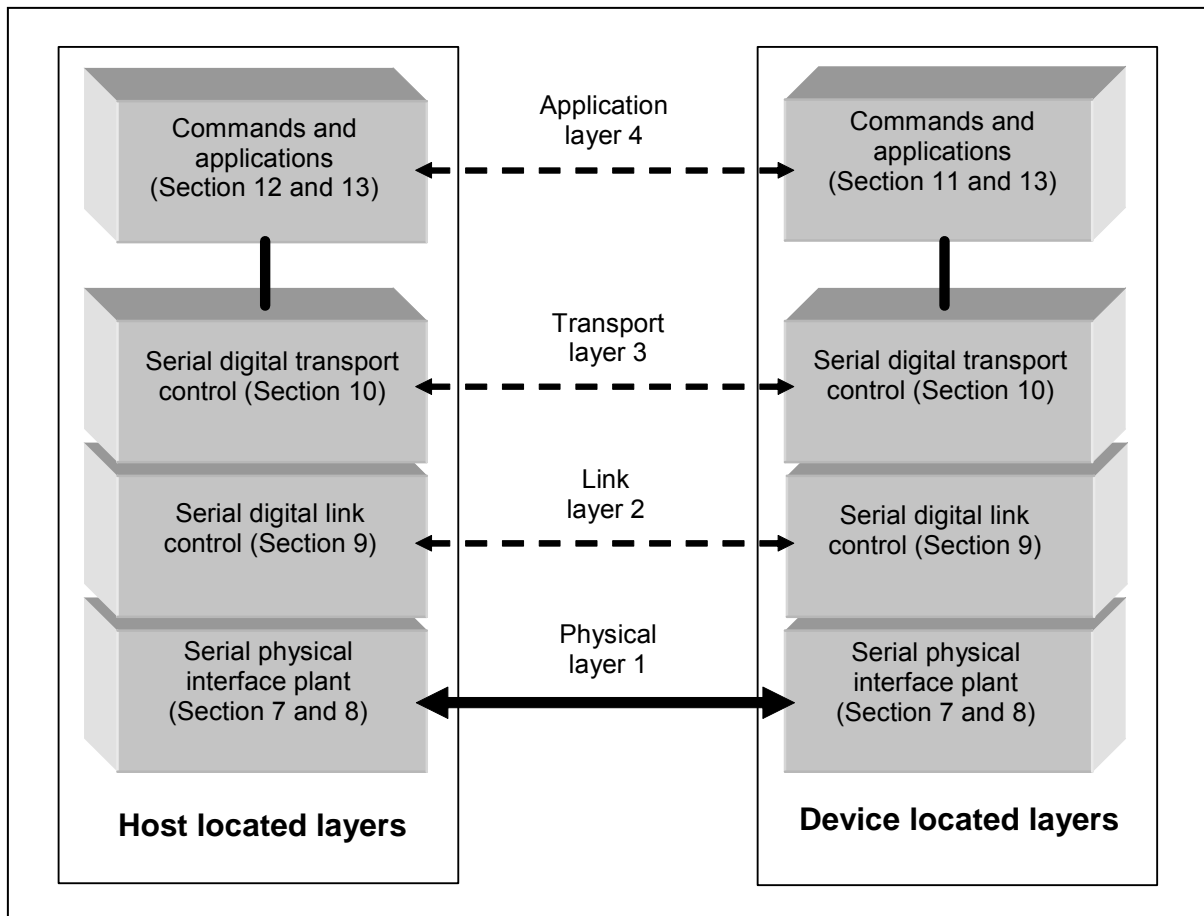 Commands and
applications
(Section 12 and 13)
Application
layer 4
Commands and
applications
(Section 11 and 13)
Serial digital transport
control (Section 10)
Transport
layer 3
Serial digital transport
control (Section 10)
Serial digital link
control (Section 9)
Link
layer 2
Serial digital link
control (Section 9)
Serial physical
interface plant
(Section 7 and 8)
Physical
layer 1
Serial physical
interface plant
(Section 7 and 8)
Host located layers
Device located layers